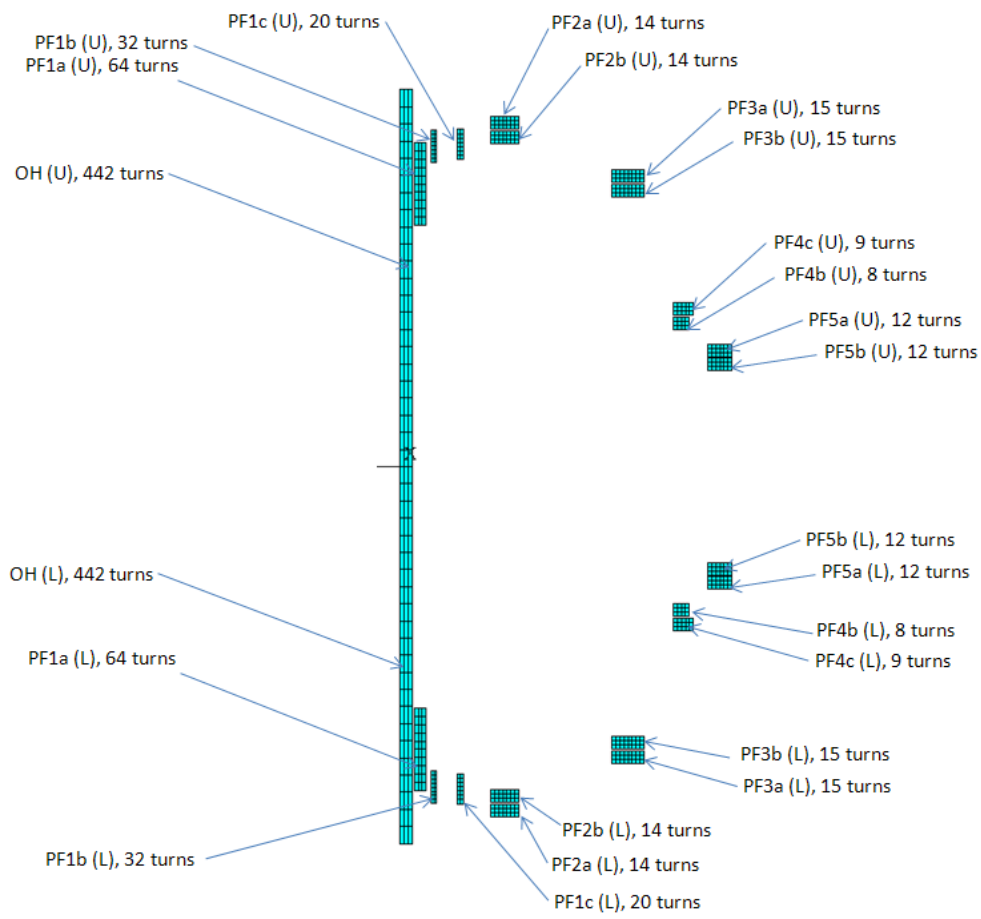 PF1c (U), 20 turns
PF2a (U), 14 turns
PF1b (U), 32 turns
PF2b (U), 14 turns
PF1a (U), 64 turns
PF3a (U), 15 turns
PF3b (U), 15 turns
OH (U), 442 turns
PF4c (U), 9 turns
PF4b (U), 8 turns
PF5a (U), 12 turns
PF5b (U), 12 turns
X
PF5b (L), 12 turns
OH (L), 442 turns
PF5a (L), 12 turns
PF4b (L), 8 turns
PF1a (L), 64 turns
PF4c (L), 9 turns
PF3b (L), 15 turns
PF3a (L), 15 turns
PF2b (L), 14 turns
PF1b (L), 32 turns
PF2a (L), 14 turns
PF1c (L), 20 turns